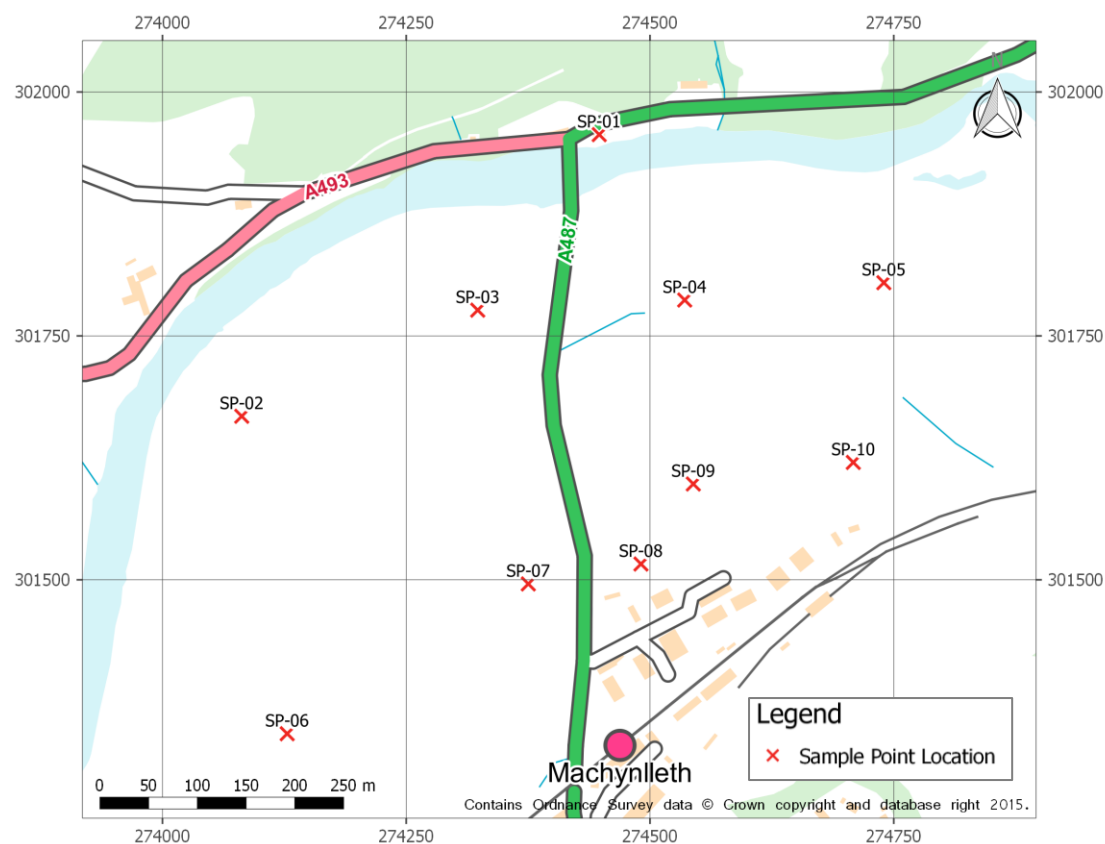 274000 274250 274500 274750
N
302000 302000
SP-01
A493
A487
SP-05
SP-04
SP-03
301750 301750
SP-02
SP-10
SP-09
SP-08
SP-07
301500 301500
Legend
SP-06
Sample Point Location
Machynlleth
0 50 100 150 200 250 m
Contains Ordnance Survey data © Crown copyright and database right 2015.
274000 274250 274500 274750